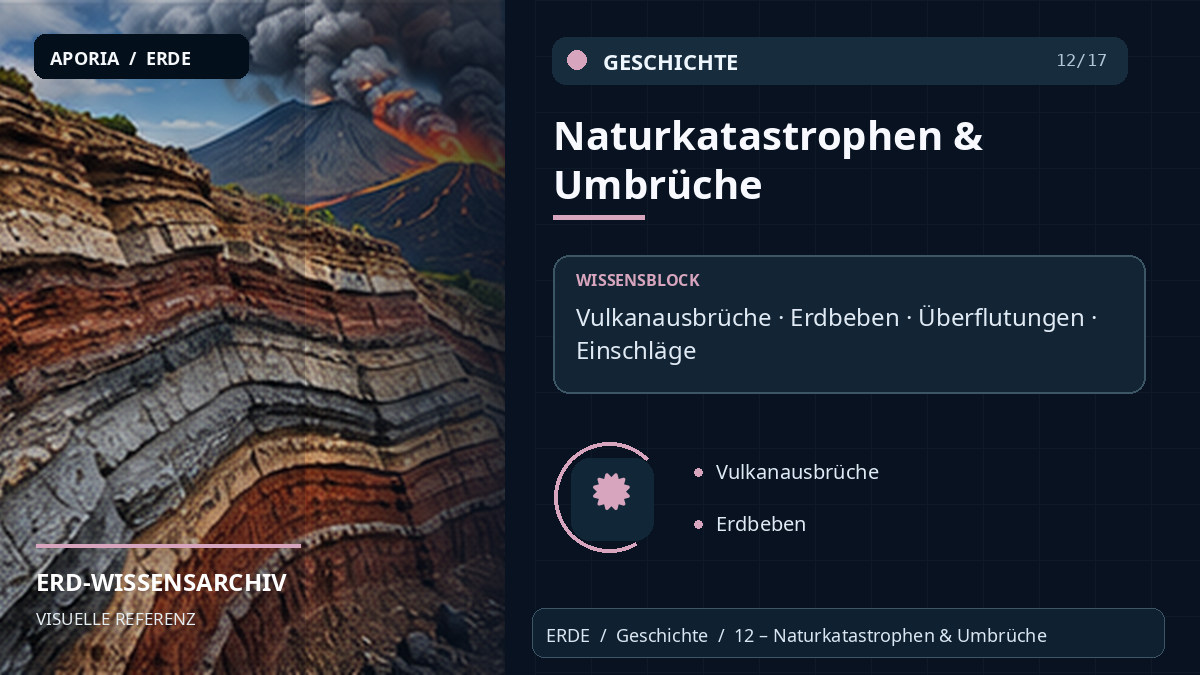 APORIA / ERDE
ERD-WISSENSARCHIV
VISUELLE REFERENZ
GESCHICHTE 12/17
Naturkatastrophen &
Umbrüche
WISSENSBLOCK
Vulkanausbrüche · Erdbeben · Überflutungen ·
Einschläge
Vulkanausbrüche
Erdbeben
ERDE / Geschichte / 12 – Naturkatastrophen & Umbrüche